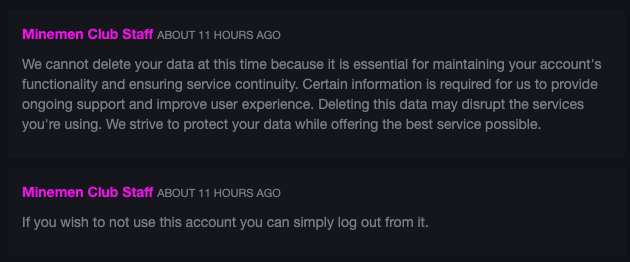 Minemen Club Staff ABOUT 11 HOURS AGO
We cannot delete your data at this time because it is essential for maintaining your account's
functionality and ensuring service continuity. Certain information is required for us to provide
ongoing support and improve user experience. Deleting this data may disrupt the services
you're using. We strive to protect your data while offering the best service possible.
Minemen Club Staff ABOUT 11 HOURS AGO
If you wish to not use this account you can simply log out from it.